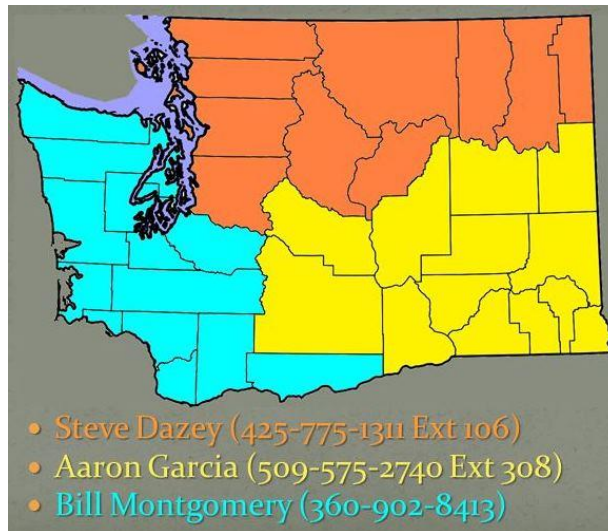 • Steve Dazey (425-775-1311 Ext 106)
• Aaron Garcia (509-575-2740 Ext 308)
• Bill Montgomery (360-902-8413)